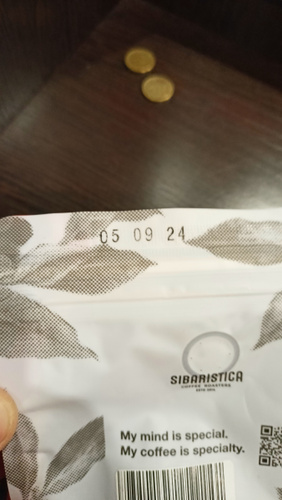 05 09 24
SIBARISTICA
COFFEE ROASTERS
My mind is special.
My coffee is specialty.